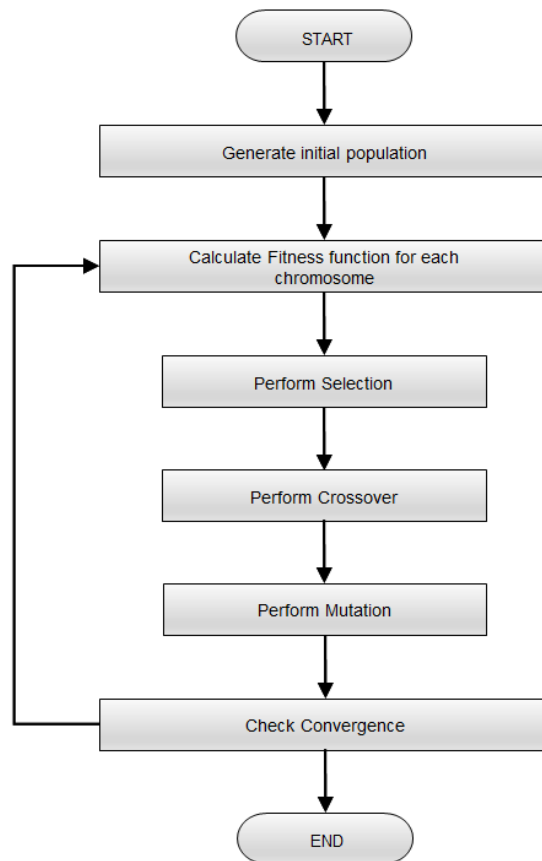 START
Generate initial population
Calculate Fitness function for each
chromosome
Perform Selection
Perform Crossover
Perform Mutation
Check Convergence
END